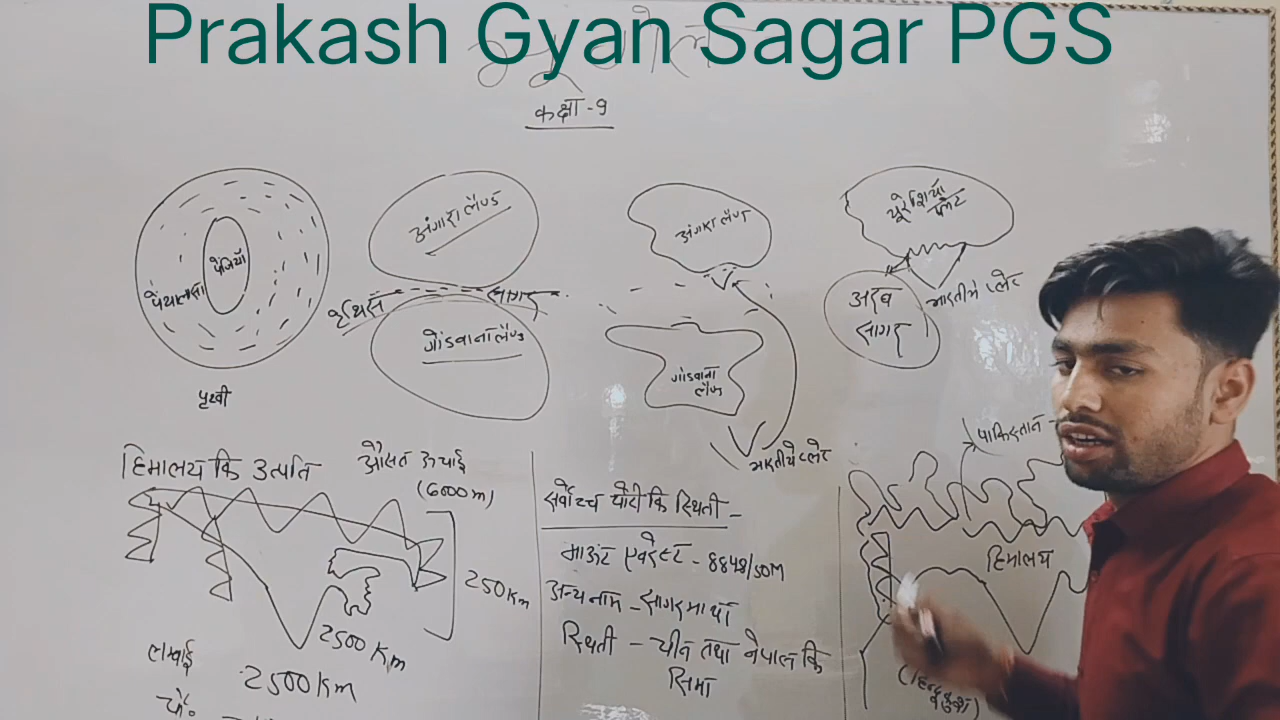 Prakash Gyan Sagar PGS
भूगोल
कक्षा - 9
पैंथालासा
पैंजिया
पृथ्वी
अंगारा लैण्ड
टेथिस सागर
गोंडवाना लैण्ड
अंगारा लैण्ड
गोंडवाना
लैण्ड
भारतीये प्लेट
यूरेशिया
प्लेट
अरब
सागर
भारतीये प्लेट
हिमालय कि उत्पति
औसत ऊचाई
(6000m)
250Km
2500 Km
लम्बाई
2500Km
चौ॰
सर्वोच्च चोटी कि स्थिती -
माऊंट एवरेस्ट - 8848/50M
अन्य नाम - सागरमाथा
स्थिती - चीन तथा नेपाल कि
सिमा
पाकिस्तान
हिमालय